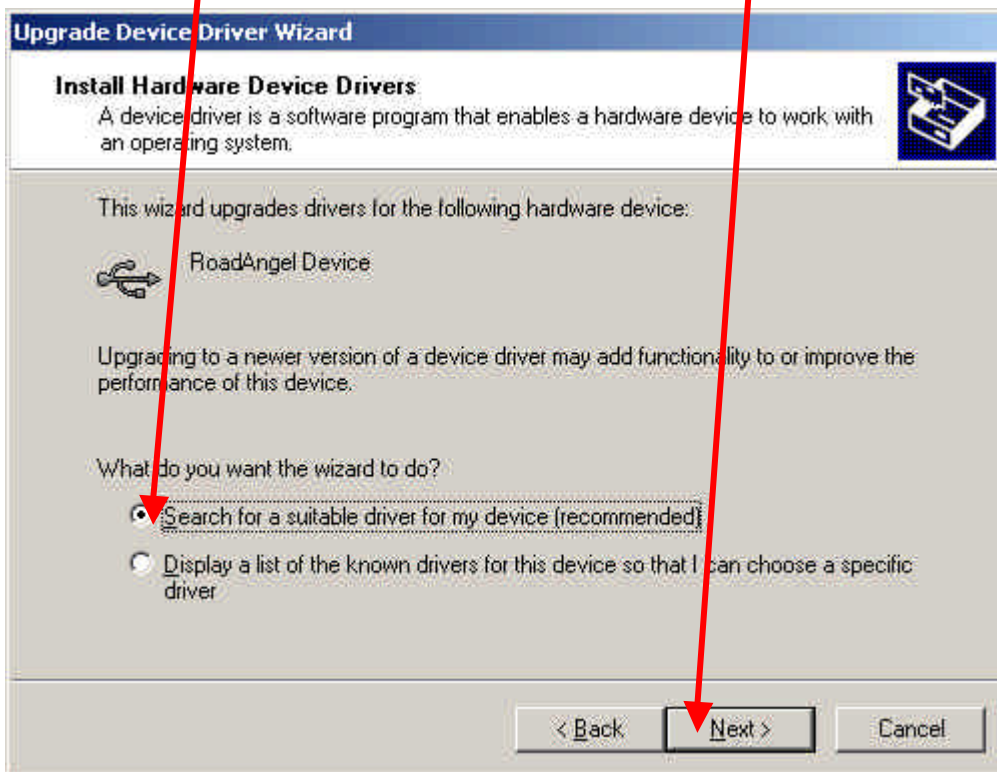 Upgrade Device Driver Wizard
Install Hardware Device Drivers
A device driver is a software program that enables a hardware device to work with
an operating system.
This wizard upgrades drivers for the following hardware device:
RoadAngel Device
Upgrading to a newer version of a device driver may add functionality to or improve the
performance of this device.
What do you want the wizard to do?
Search for a suitable driver for my device (recommended)
Display a list of the known drivers for this device so that I can choose a specific
driver
< Back
Next >
Cancel